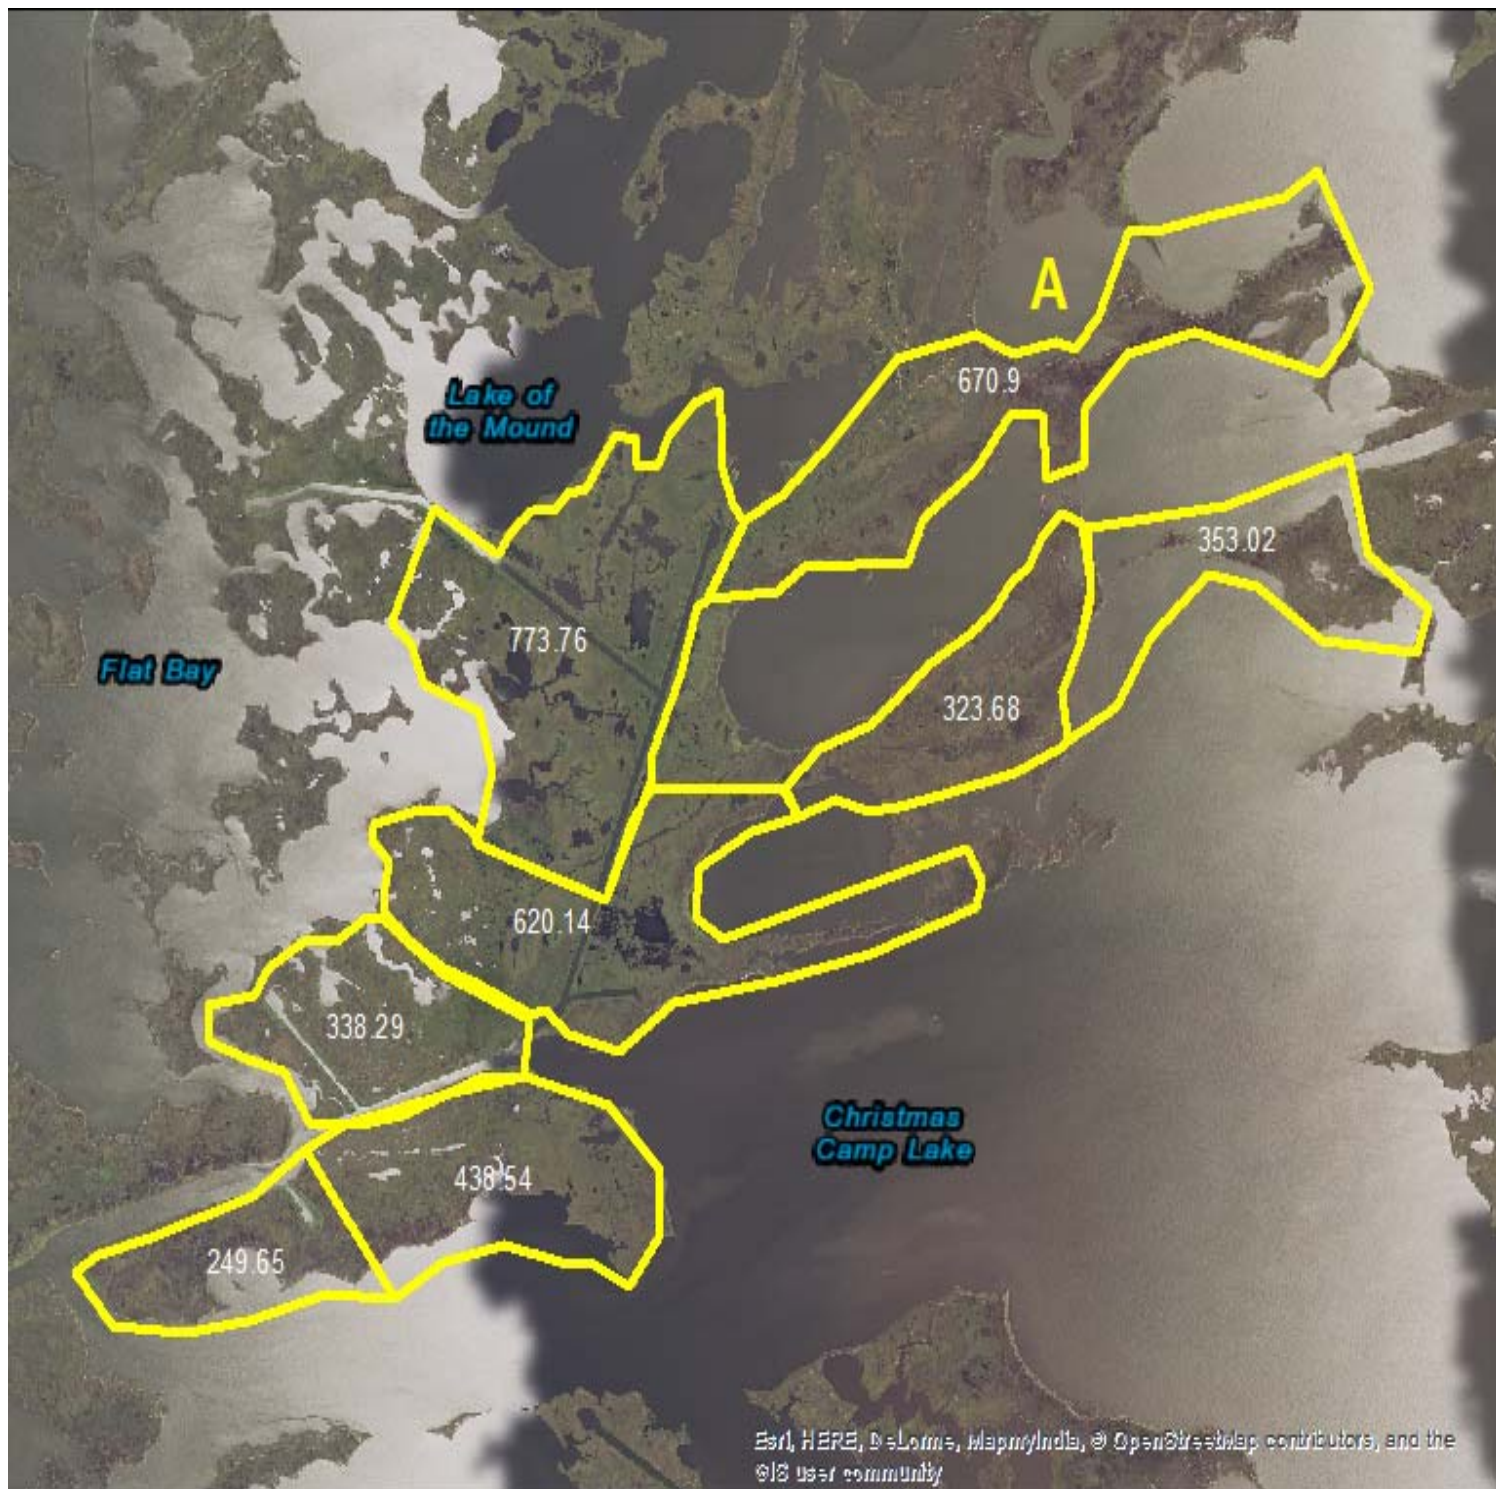 A
670.9
Lake of
the Mound
353.02
773.76
Flat Bay
323.68
620.14
338.29
Christmas
Camp Lake
438.54
249.65
Esri, HERE, DeLorme, MapmyIndia, © OpenStreetMap contributors, and the
GIS user community